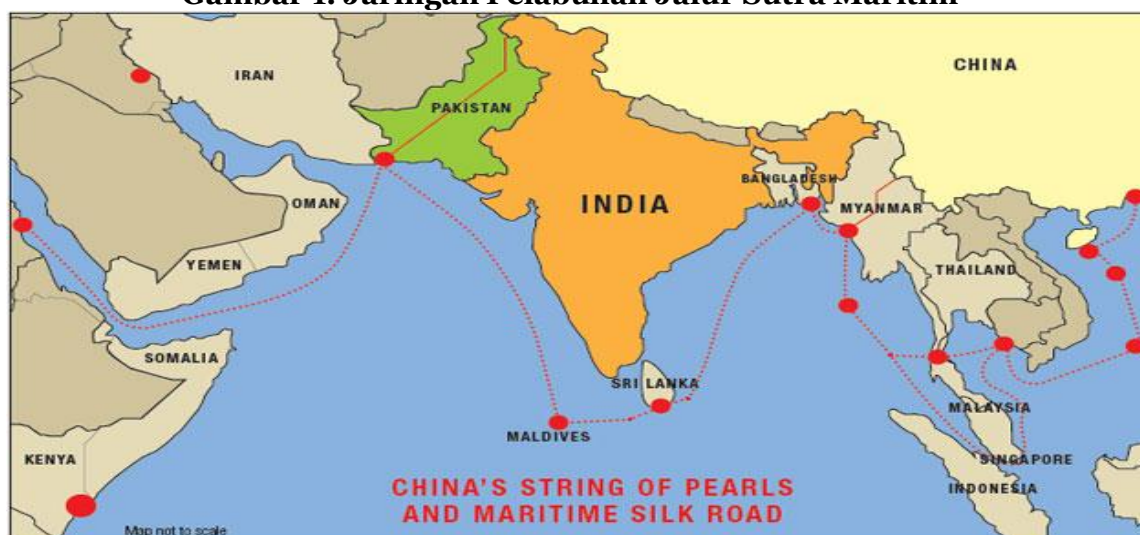 Gambar 1. Jaringan Pelabuhan Jalur Sutra Maritim
CHINA
IRAN
PAKISTAN
BANGLADESH
INDIA
OMAN
MYANMAR
YEMEN
THAILAND
SOMALIA
SRI LANKA
MALAYSIA
MALDIVES
KENYA
SINGAPORE
INDONESIA
CHINA'S STRING OF PEARLS
AND MARITIME SILK ROAD
Map not to scale